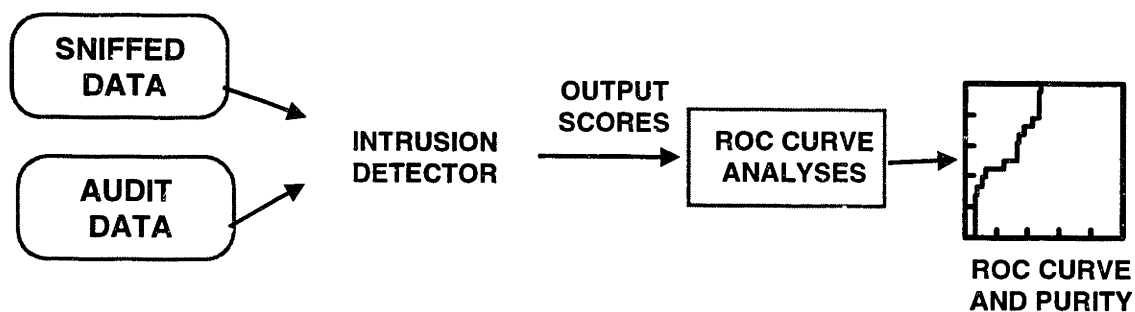 SNIFFED
DATA
AUDIT
DATA
INTRUSION
DETECTOR
OUTPUT
SCORES
ROC CURVE
ANALYSES
ROC CURVE
AND PURITY